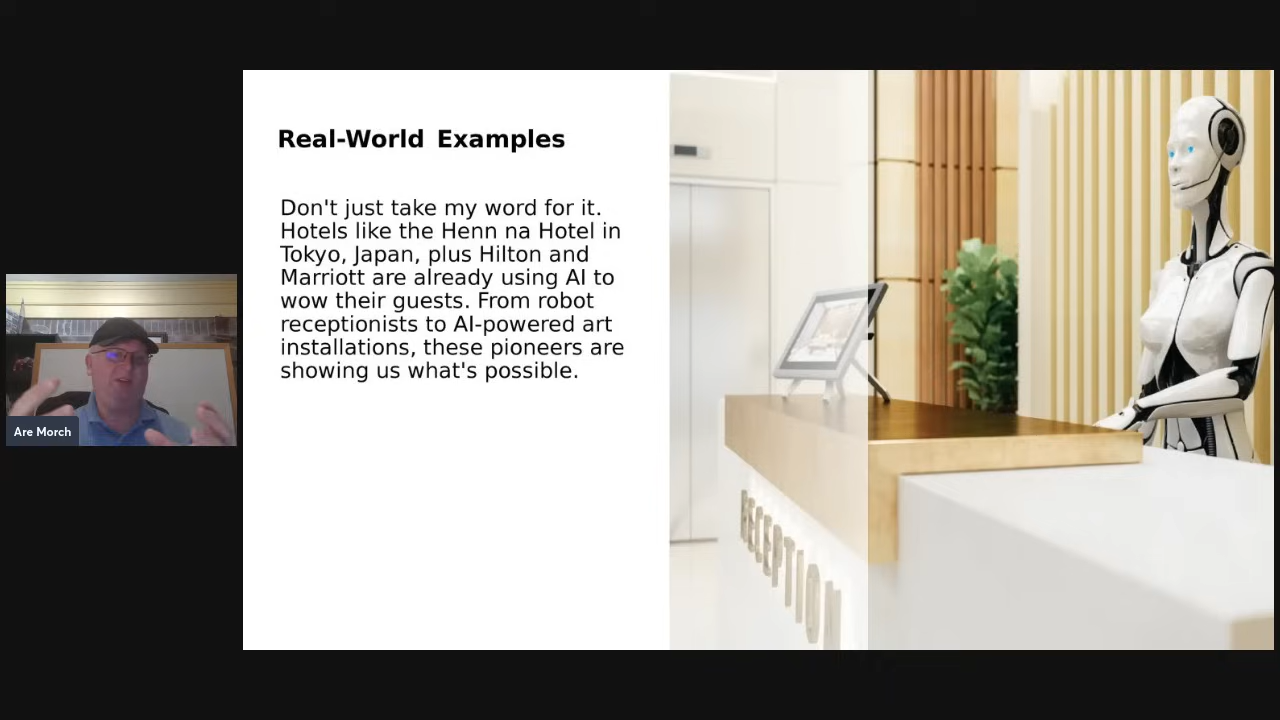 Real-World Examples
Don't just take my word for it.
Hotels like the Henn na Hotel in
Tokyo, Japan, plus Hilton and
Marriott are already using AI to
wow their guests. From robot
receptionists to AI-powered art
installations, these pioneers are
showing us what's possible.
Are Morch
RECEPTION